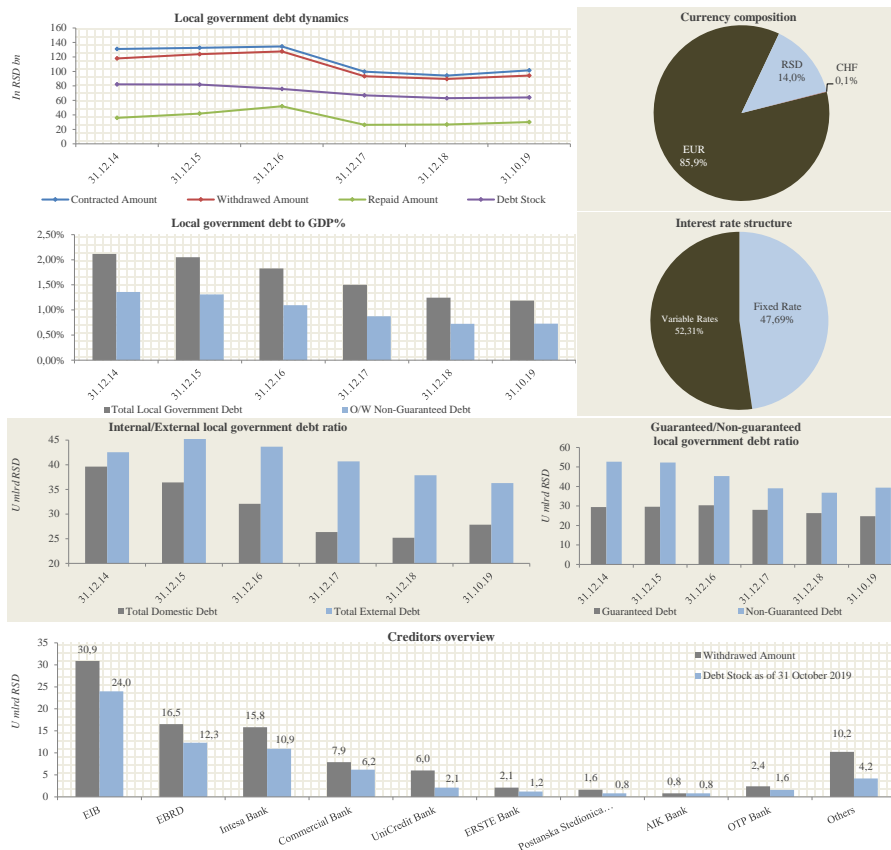 Local government debt dynamics
In RSD bn
160
140
120
100
80
60
40
20
0
31.12.14
31.12.15
31.12.16
31.12.17
31.12.18
31.10.19
Contracted Amount
Withdrawed Amount
Repaid Amount
Debt Stock
Currency composition
RSD
14,0%
CHF
0,1%
EUR
85,9%
Local government debt to GDP%
2,50%
2,00%
1,50%
1,00%
0,50%
0,00%
31.12.14
31.12.15
31.12.16
31.12.17
31.12.18
31.10.19
Total Local Government Debt
O/W Non-Guaranteed Debt
Interest rate structure
Fixed Rate
47,69%
Variable Rates
52,31%
Internal/External local government debt ratio
U mlrd RSD
45
40
35
30
25
20
31.12.14
31.12.15
31.12.16
31.12.17
31.12.18
31.10.19
Total Domestic Debt
Total External Debt
Guaranteed/Non-guaranteed
local government debt ratio
U mlrd RSD
60
50
40
30
20
10
0
31.12.14
31.12.15
31.12.16
31.12.17
31.12.18
31.10.19
Guaranteed Debt
Non-Guaranteed Debt
Creditors overview
U mlrd RSD
35
30
25
20
15
10
5
0
Withdrawed Amount
Debt Stock as of 31 October 2019
30,9
24,0
16,5
12,3
15,8
10,9
7,9
6,2
6,0
2,1
2,1
1,2
1,6
0,8
0,8
0,8
2,4
1,6
10,2
4,2
EIB
EBRD
Intesa Bank
Commercial Bank
UniCredit Bank
ERSTE Bank
Postanska Stedionica…
AIK Bank
OTP Bank
Others